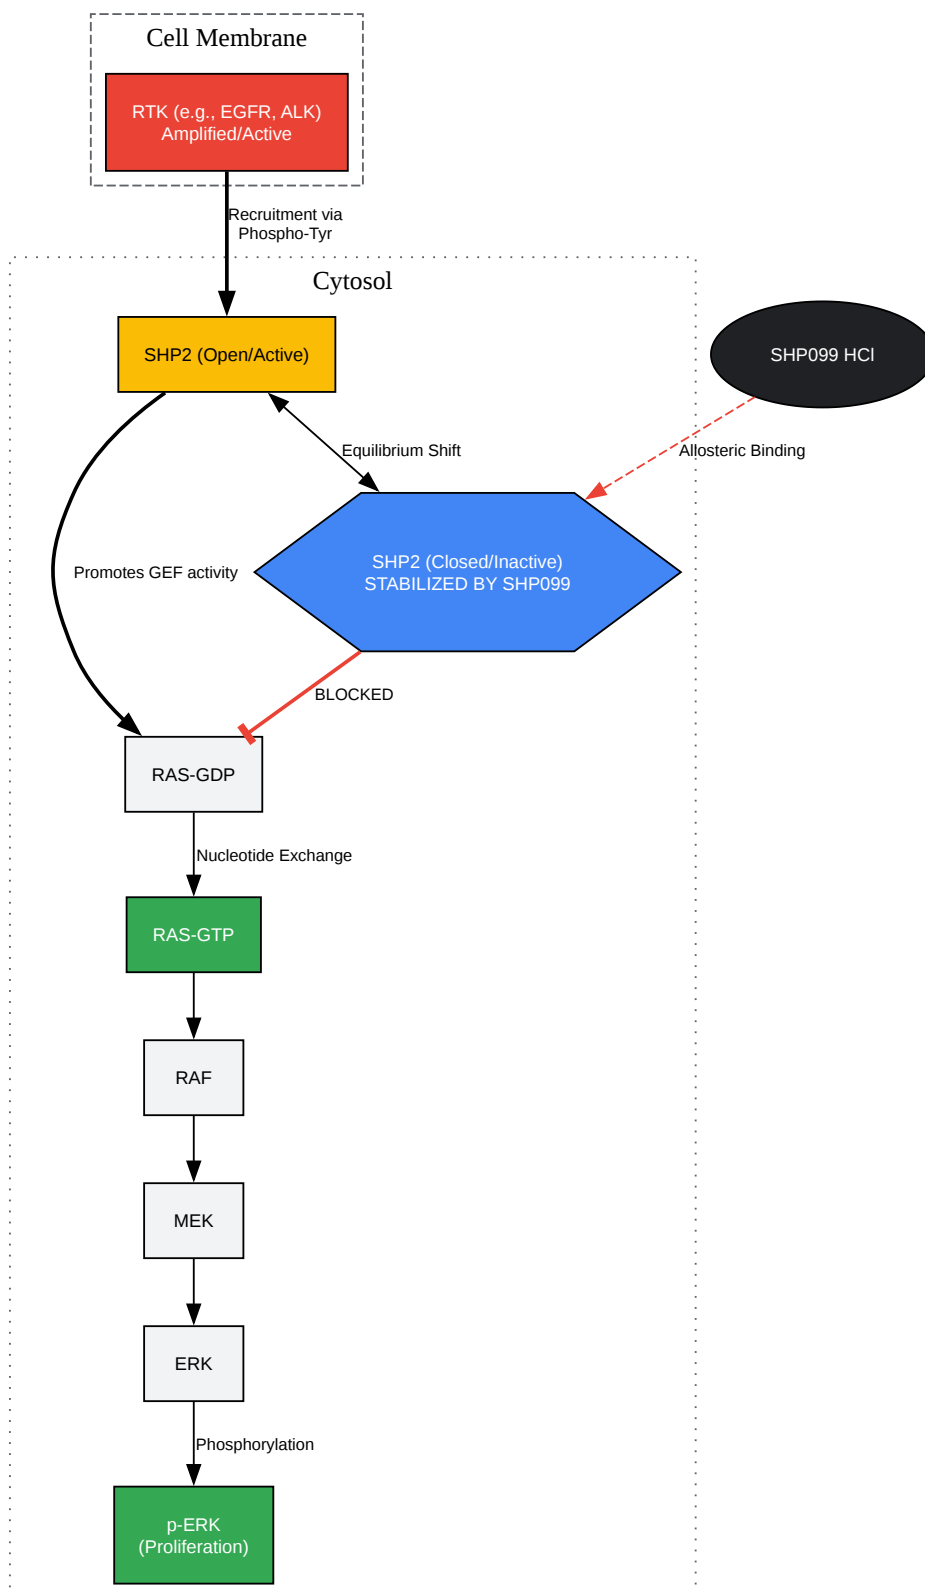 Cell Membrane
RTK (e.g., EGFR, ALK)
Amplified/Active
Recruitment via
Phospho-Tyr
Cytosol
SHP2 (Open/Active)
SHP099 HCl
Equilibrium Shift
Allosteric Binding
SHP2 (Closed/Inactive)
STABILIZED BY SHP099
Promotes GEF activity
BLOCKED
RAS-GDP
Nucleotide Exchange
RAS-GTP
RAF
MEK
ERK
Phosphorylation
p-ERK
(Proliferation)